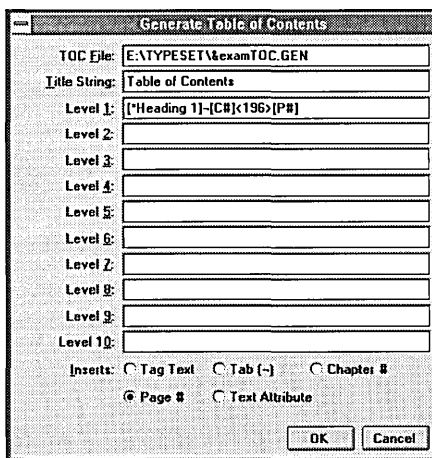 Generate Table of Contents
TOC File: E:\TYPESET\&examTOC.GEN
Title String: Table of Contents
Level 1: [*Heading 1]~[C#]<196>[P#]
Level 2:
Level 3:
Level 4:
Level 5:
Level 6:
Level 7:
Level 8:
Level 9:
Level 10:
Inserts: Tag Text Tab (~) Chapter #
Page # Text Attribute
OK Cancel